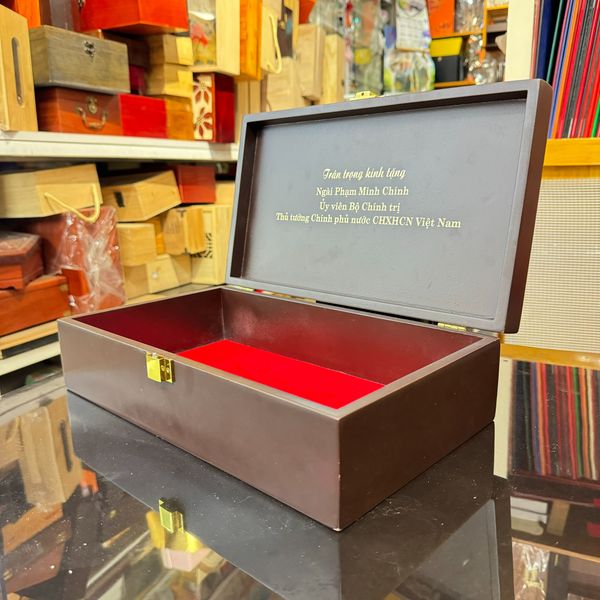 Trân trọng kính tặng
Ngài Phạm Minh Chính
Ủy viên Bộ Chính trị
Thủ tướng Chính phủ nước CHXHCN Việt Nam